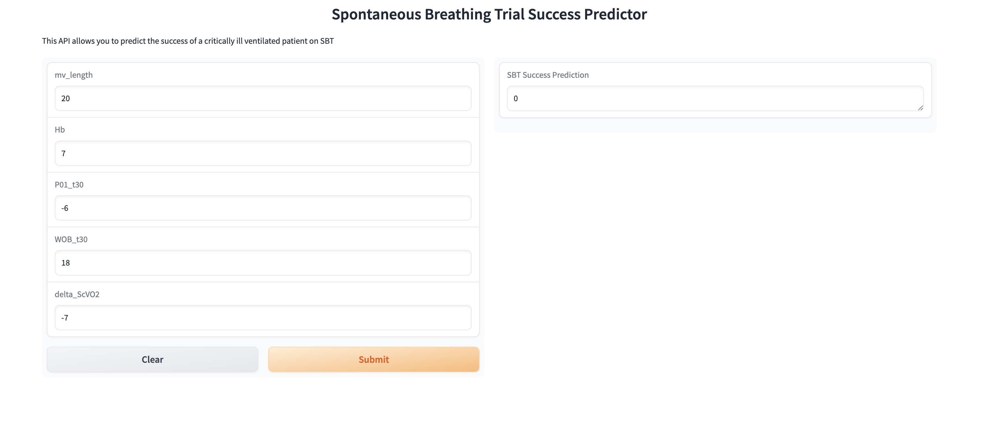 Spontaneous Breathing Trial Success Predictor
This API allows you to predict the success of a critically ill ventilated patient on SBT
mv_length
20
Hb
7
P01_t30
-6
WOB_t30
18
delta_ScVO2
-7
Clear
Submit
SBT Success Prediction
0